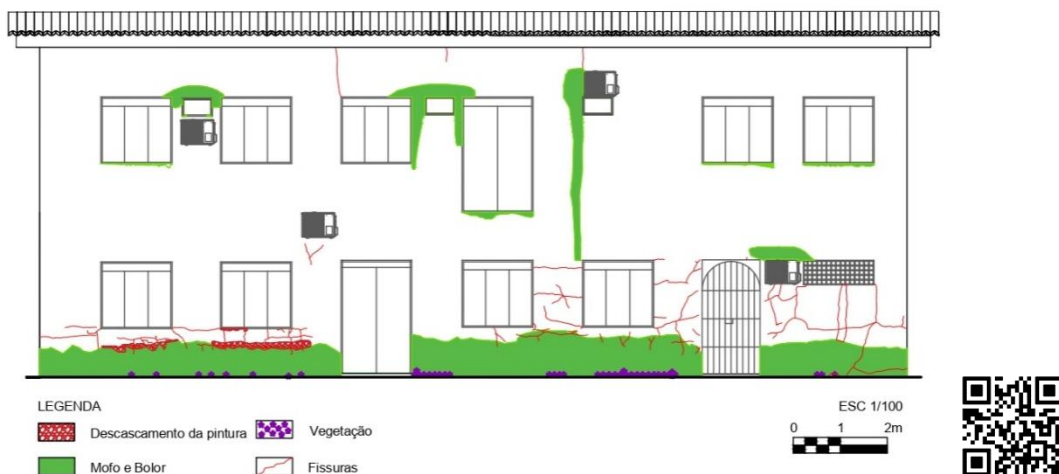 LEGENDA
Descascamento da pintura
Vegetação
Mofo e Bolor
Fissuras
ESC 1/100
0 1 2m